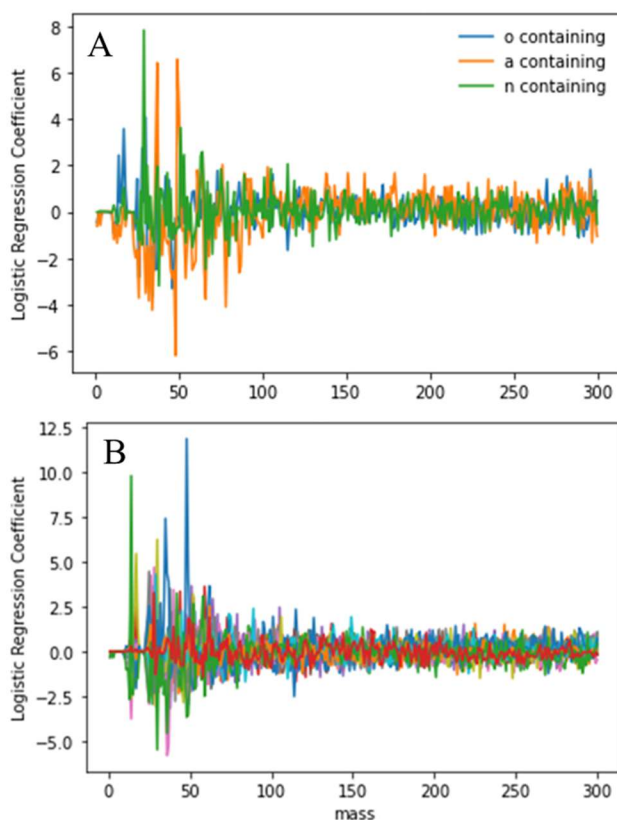 A
o containing
a containing
n containing
Logistic Regression Coefficient
8
6
4
2
0
−2
−4
−6
0 50 100 150 200 250 300
B
Logistic Regression Coefficient
12.5
10.0
7.5
5.0
2.5
0.0
−2.5
−5.0
0 50 100 150 200 250 300
mass